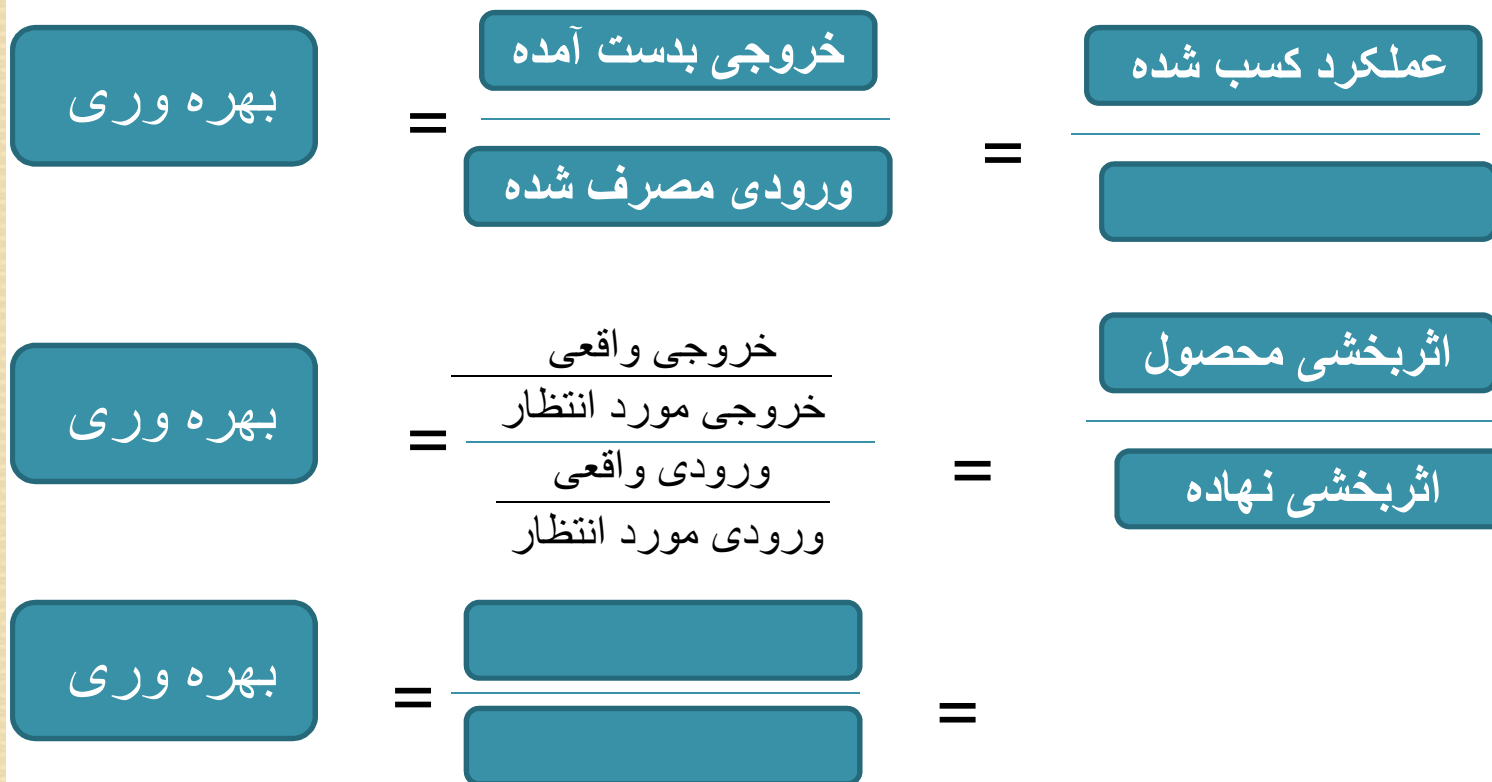 بهره وری
=
خروجی بدست آمده
ورودی مصرف شده
=
عملکرد کسب شده
بهره وری
=
خروجی واقعی
خروجی مورد انتظار
ورودی واقعی
ورودی مورد انتظار
=
اثربخشی محصول
اثربخشی نهاده
بهره وری
=
=